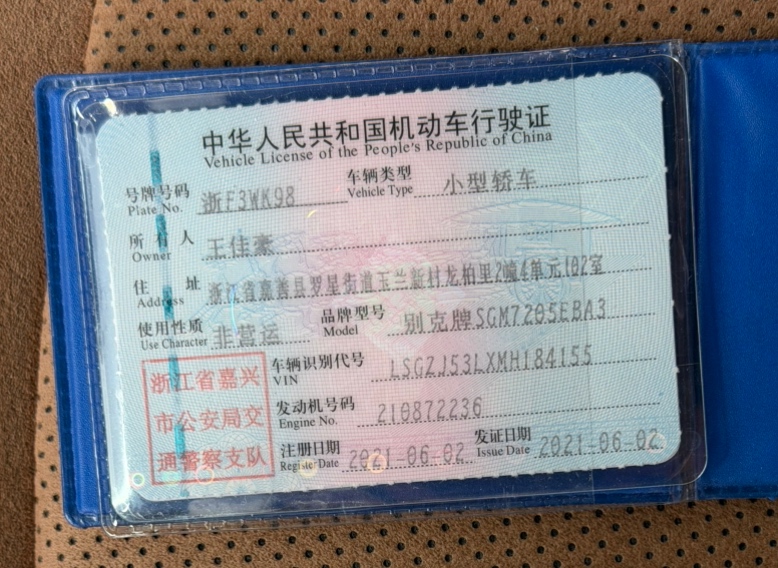 中华人民共和国机动车行驶证
Vehicle License of the People's Republic of China
号牌号码 浙F3WK98 车辆类型 小型轿车
Plate No. Vehicle Type
所有人 王佳豪
Owner
住址 浙江省嘉善县罗星街道玉兰新村龙柏里2幢4单元102室
Address
使用性质 非营运 品牌型号 别克牌SGM7205EBA3
Use Character Model
浙江省嘉兴
市公安局交
通警察支队
车辆识别代号 LSGZJ53LXMH184155
VIN
发动机号码 210872236
Engine No.
注册日期 2021-06-02 发证日期 2021-06-02
Register Date Issue Date